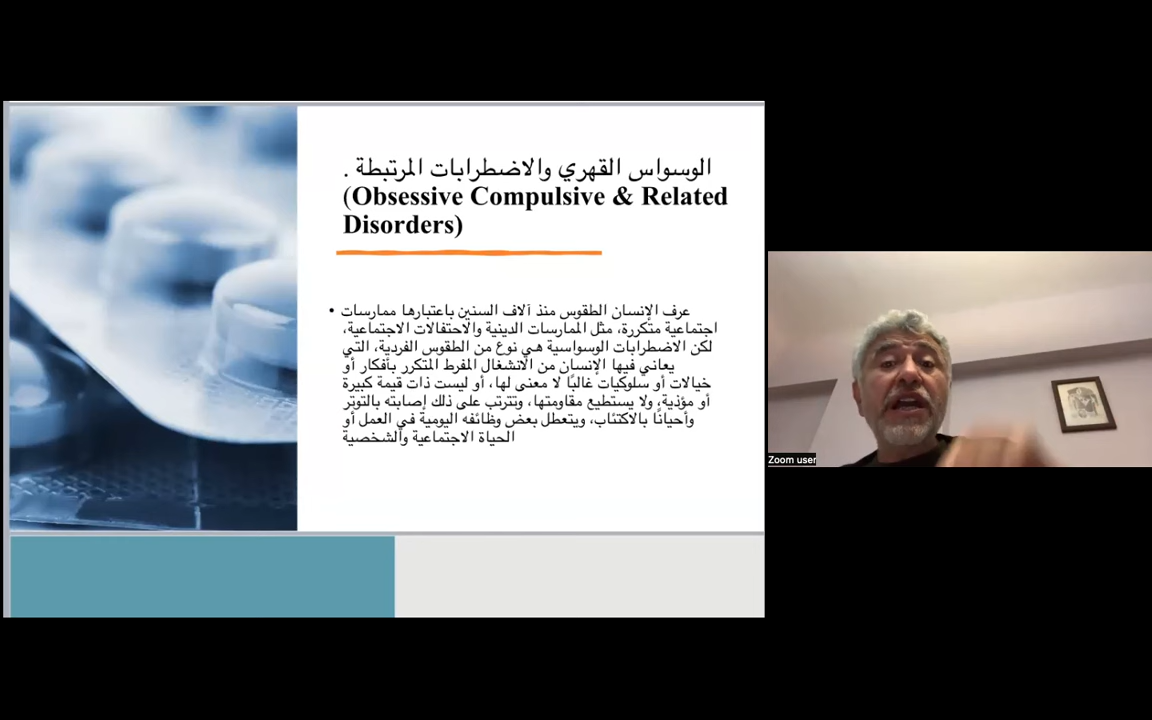 الوسواس القهري والاضطرابات المرتبطة .
(Obsessive Compulsive & Related
Disorders)
• عرف الإنسان الطقوس منذ آلاف السنين باعتبارها ممارسات
اجتماعية متكررة، مثل الممارسات الدينية والاحتفالات الاجتماعية،
لكن الاضطرابات الوسواسية هي نوع من الطقوس الفردية، التي
يعاني فيها الإنسان من الانشغال المفرط المتكرر بأفكار أو
خيالات أو سلوكيات غالبًا لا معنى لها، أو ليست ذات قيمة كبيرة
أو مؤذية، ولا يستطيع مقاومتها، وتترتب على ذلك إصابته بالتوتر
وأحيانًا بالاكتئاب، ويتعطل بعض وظائفه اليومية في العمل أو
الحياة الاجتماعية والشخصية
Zoom user